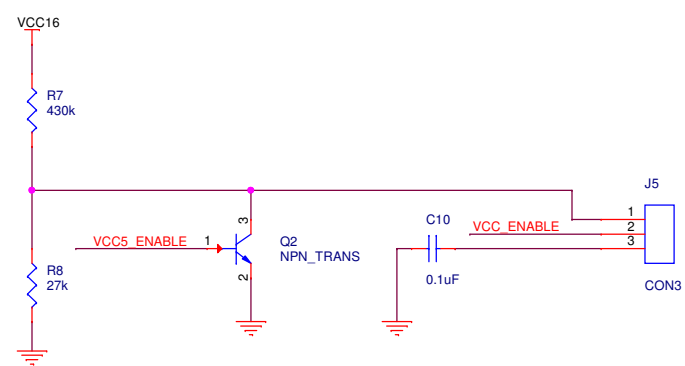 VCC16
R7
430k
J5
3
1
C10
VCC_ENABLE
2
VCC5_ENABLE
1
Q2
3
NPN_TRANS
R8
27k
2
0.1uF
CON3